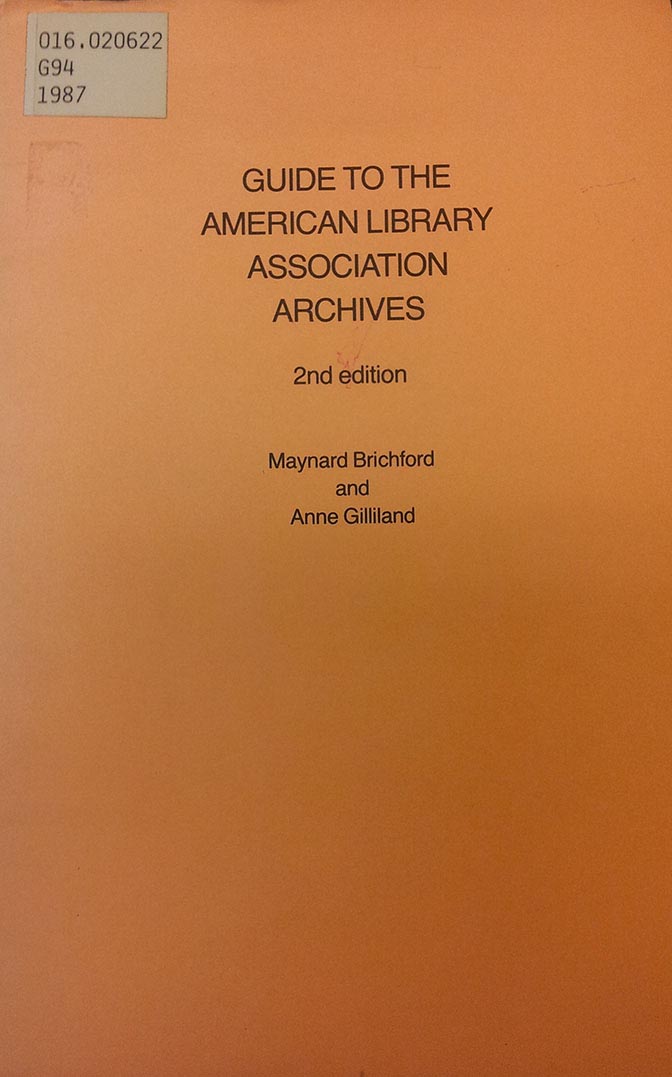 016.020622
G94
1987
GUIDE TO THE
AMERICAN LIBRARY
ASSOCIATION
ARCHIVES
2nd edition
Maynard Brichford
and
Anne Gilliland